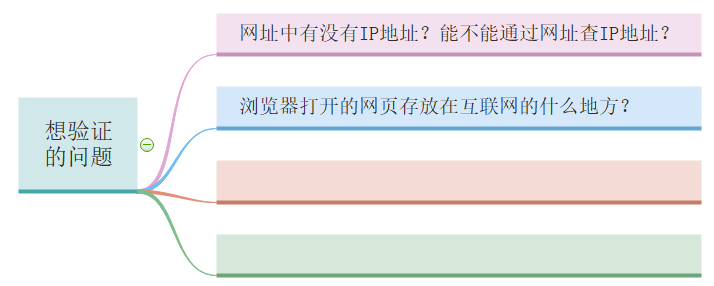 想验证
的问题
网址中有没有IP地址？能不能通过网址查IP地址？
浏览器打开的网页存放在互联网的什么地方？